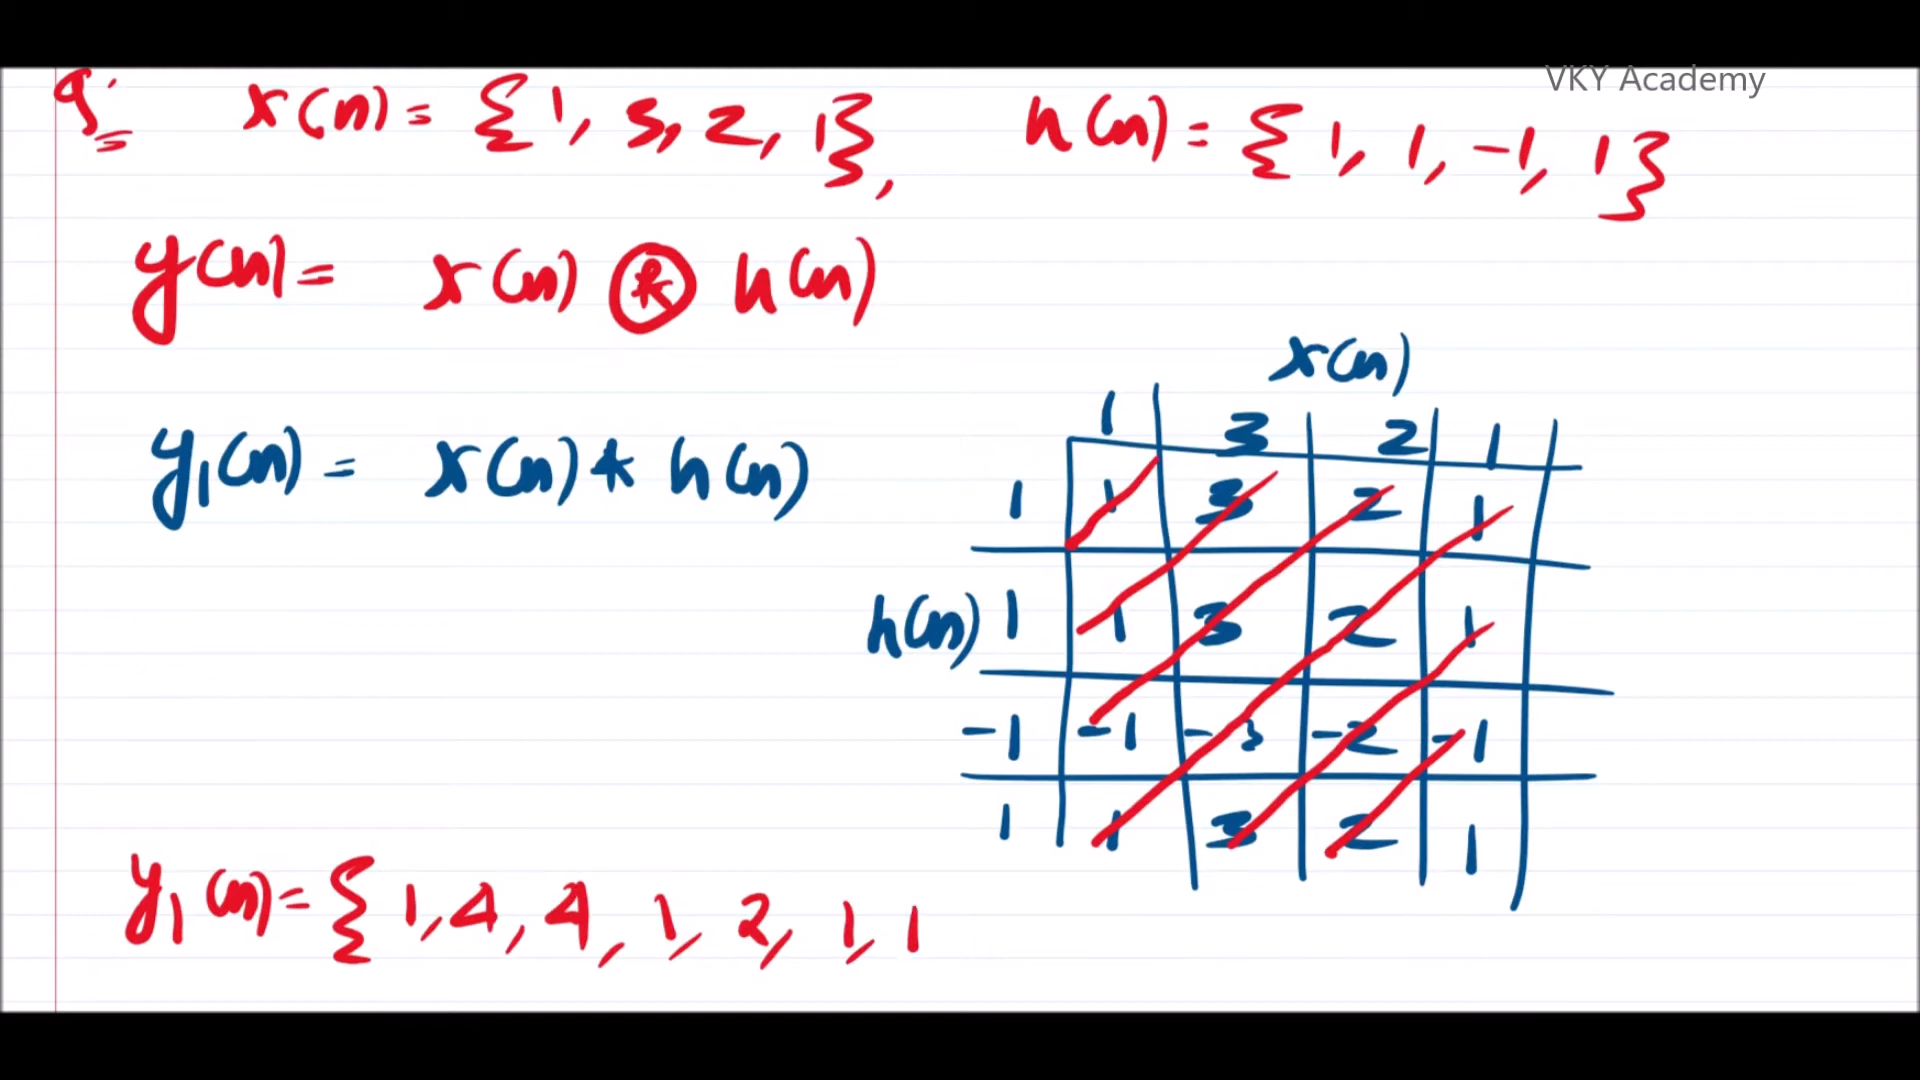 VKY Academy
Q: x(n) = {1, 3, 2, 1}, h(n) = {1, 1, -1, 1}
y(n) = x(n) ⊛ h(n)
x(n)
y₁(n) = x(n) * h(n)
1 3 2 1
1 1 3 2 1
h(n) 1 1 3 2 1
-1 -1 -3 -2 -1
1 1 3 2 1
y₁(n) = {1, 4, 4, 1, 2, 1, 1